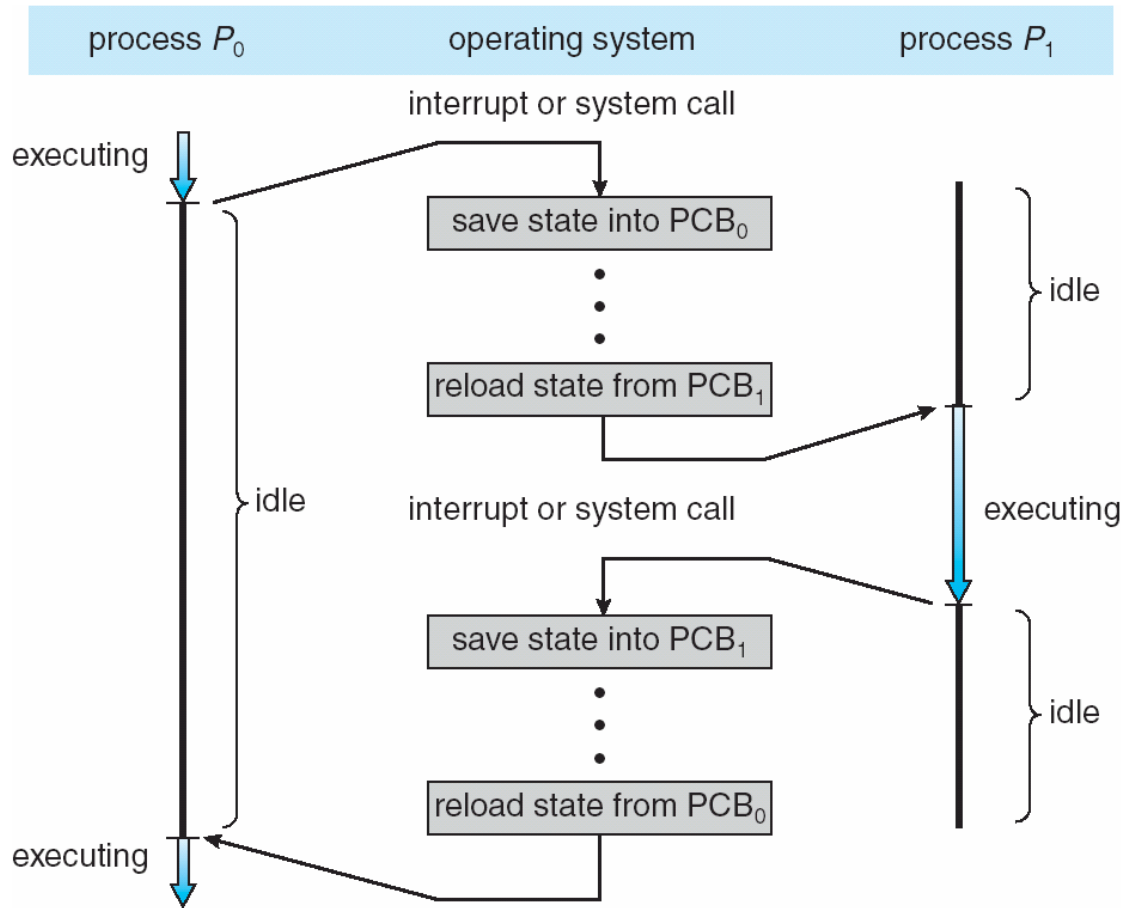 process P₀ operating system process P₁
interrupt or system call
executing
save state into PCB₀
idle
reload state from PCB₁
idle
interrupt or system call
executing
save state into PCB₁
idle
reload state from PCB₀
executing